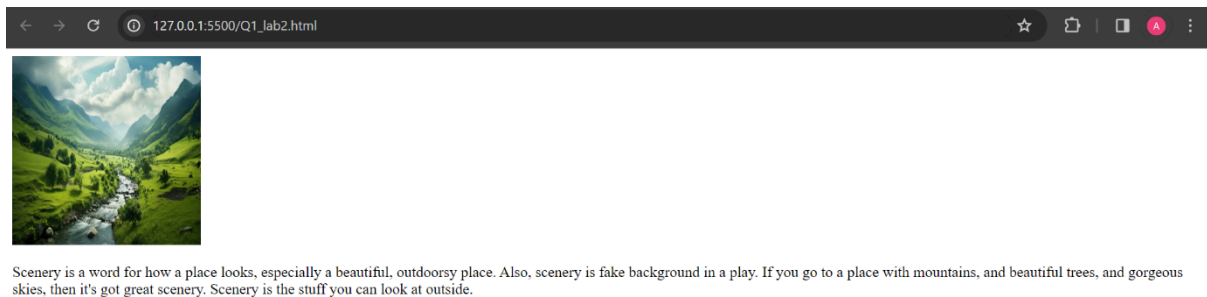 127.0.0.1:5500/Q1_lab2.html
A
Scenery is a word for how a place looks, especially a beautiful, outdoorsy place. Also, scenery is fake background in a play. If you go to a place with mountains, and beautiful trees, and gorgeous
skies, then it's got great scenery. Scenery is the stuff you can look at outside.